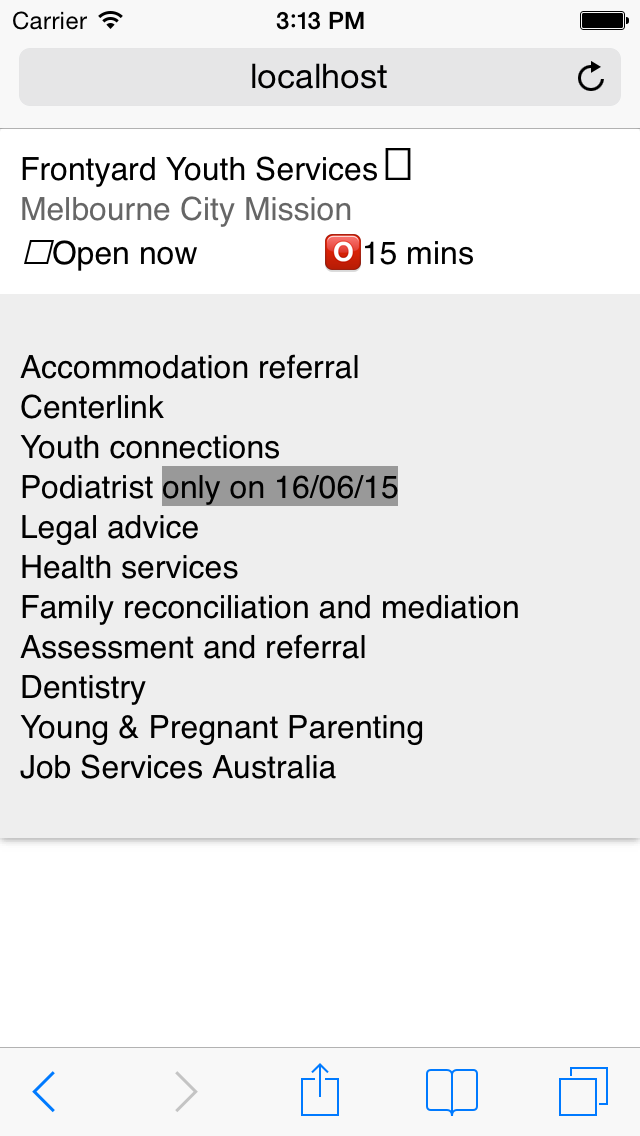 Carrier 3:13 PM
localhost
Frontyard Youth Services
Melbourne City Mission
Open now 🅾15 mins
Accommodation referral
Centerlink
Youth connections
Podiatrist only on 16/06/15
Legal advice
Health services
Family reconciliation and mediation
Assessment and referral
Dentistry
Young & Pregnant Parenting
Job Services Australia